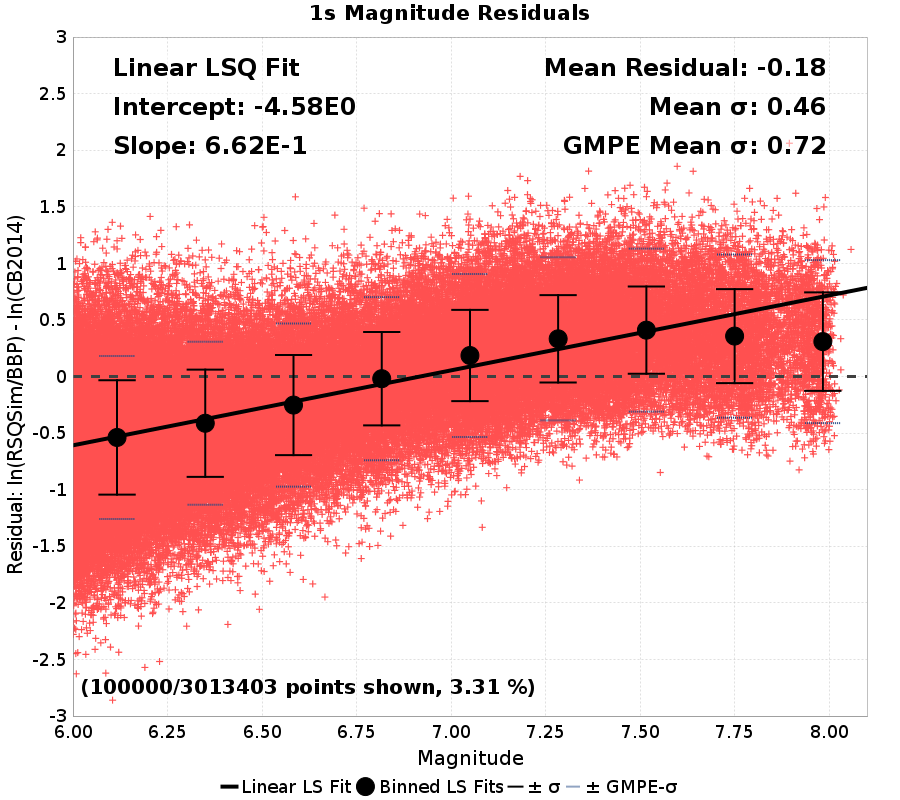 1s Magnitude Residuals
Linear LSQ Fit
Intercept: -4.58E0
Slope: 6.62E-1
Mean Residual: -0.18
Mean σ: 0.46
GMPE Mean σ: 0.72
Residual: ln(RSQSim/BBP) - ln(CB2014)
3
2.5
2
1.5
1
0.5
0
-0.5
-1
-1.5
-2
-2.5
-3
(100000/3013403 points shown, 3.31 %)
6.00 6.25 6.50 6.75 7.00 7.25 7.50 7.75 8.00
Magnitude
Linear LS Fit Binned LS Fits ± σ ± GMPE-σ